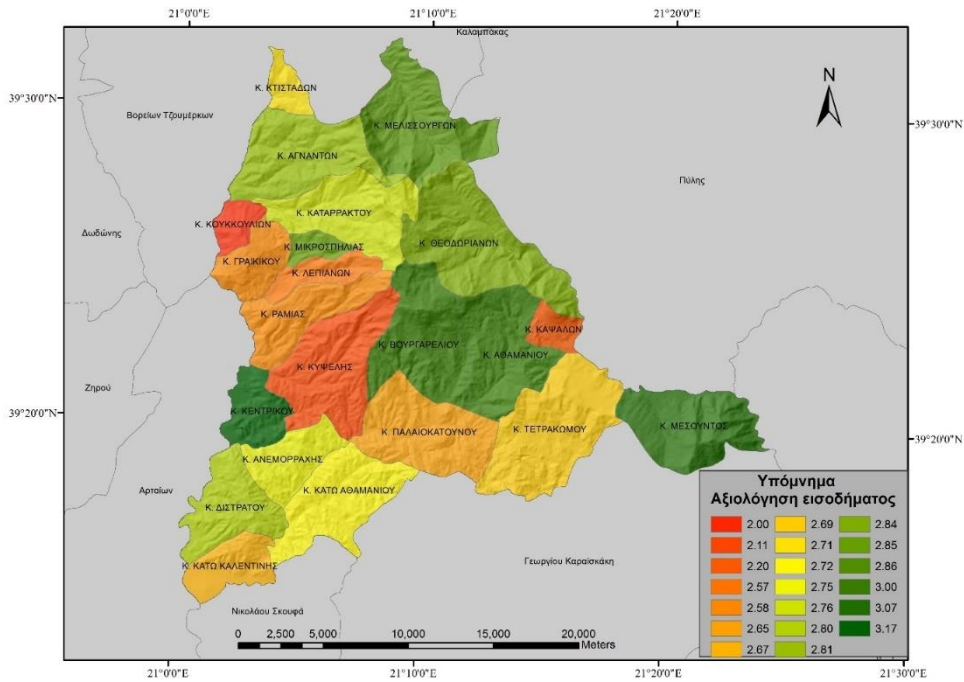 21°0'0"E
21°10'0"E
21°20'0"E
Καλαμπάκας
39°30'0"N
39°30'0"N
N
Κ. ΚΤΙΣΤΑΔΩΝ
Βορείων Τζουμέρκων
Κ. ΜΕΛΙΣΣΟΥΡΓΩΝ
Κ. ΑΓΝΑΝΤΩΝ
Πύλης
Κ. ΚΑΤΑΡΡΑΚΤΟΥ
Κ. ΚΟΥΚΚΟΥΛΙΩΝ
Δωδώνης
Κ. ΜΙΚΡΟΣΠΗΛΙΑΣ
Κ. ΘΕΟΔΩΡΙΑΝΩΝ
Κ. ΓΡΑΙΚΙΚΟΥ
Κ. ΛΕΠΙΑΝΩΝ
Κ. ΡΑΜΙΑΣ
Κ. ΚΑΨΑΛΩΝ
Κ. ΒΟΥΡΓΑΡΕΛΙΟΥ
Κ. ΑΘΑΜΑΝΙΟΥ
Κ. ΚΥΨΕΛΗΣ
Ζηρού
39°20'0"N
39°20'0"N
Κ. ΚΕΝΤΡΙΚΟΥ
Κ. ΠΑΛΑΙΟΚΑΤΟΥΝΟΥ
Κ. ΤΕΤΡΑΚΩΜΟΥ
Κ. ΜΕΣΟΥΝΤΟΣ
Κ. ΑΝΕΜΟΡΡΑΧΗΣ
Αρταίων
Κ. ΚΑΤΩ ΑΘΑΜΑΝΙΟΥ
Κ. ΔΙΣΤΡΑΤΟΥ
Κ. ΚΑΤΩ ΚΑΛΕΝΤΙΝΗΣ
Γεωργίου Καραϊσκάκη
Νικολάου Σκουφά
Υπόμνημα
Αξιολόγηση εισοδήματος
2.00 2.69 2.84
2.11 2.71 2.85
2.20 2.72 2.86
2.57 2.75 3.00
2.58 2.76 3.07
2.65 2.80 3.17
2.67 2.81
0 2,500 5,000 10,000 15,000 20,000
Meters
21°0'0"E
21°10'0"E
21°20'0"E
21°30'0"E